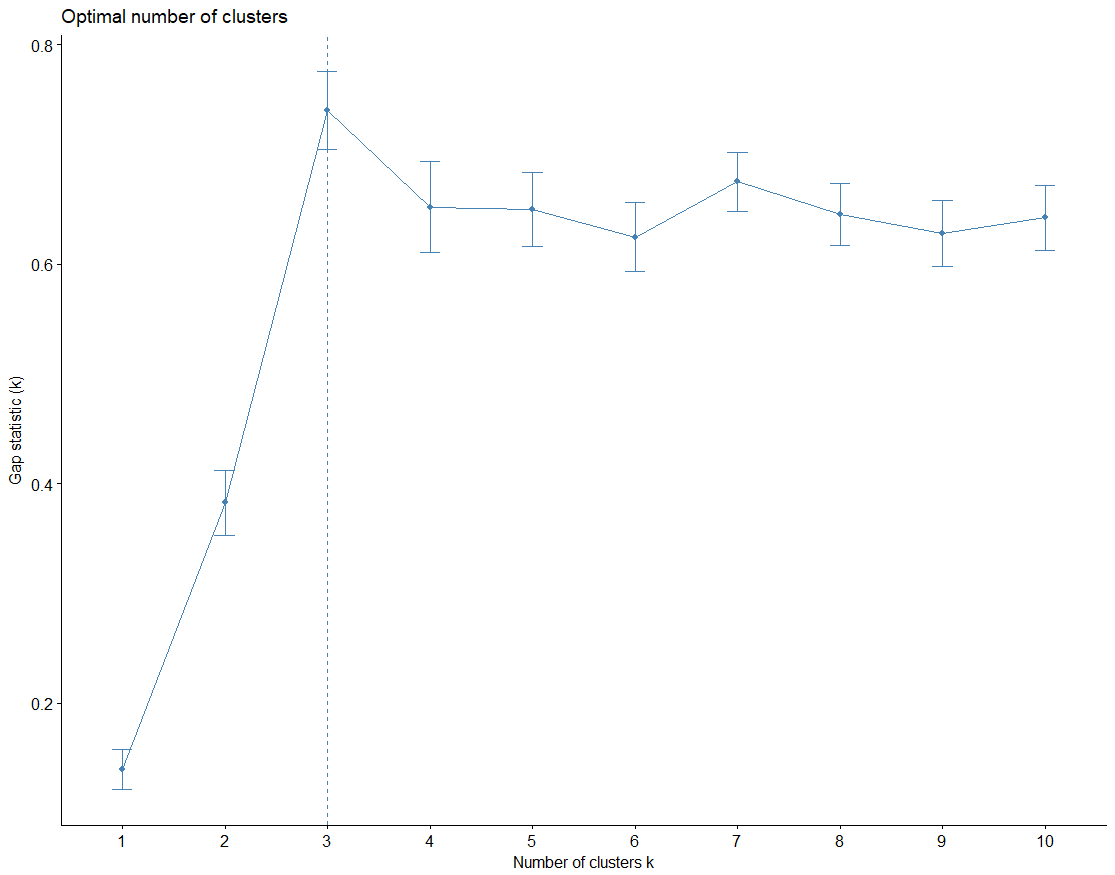 Optimal number of clusters
0.8
0.6
0.4
0.2
Gap statistic (k)
1 2 3 4 5 6 7 8 9 10
Number of clusters k